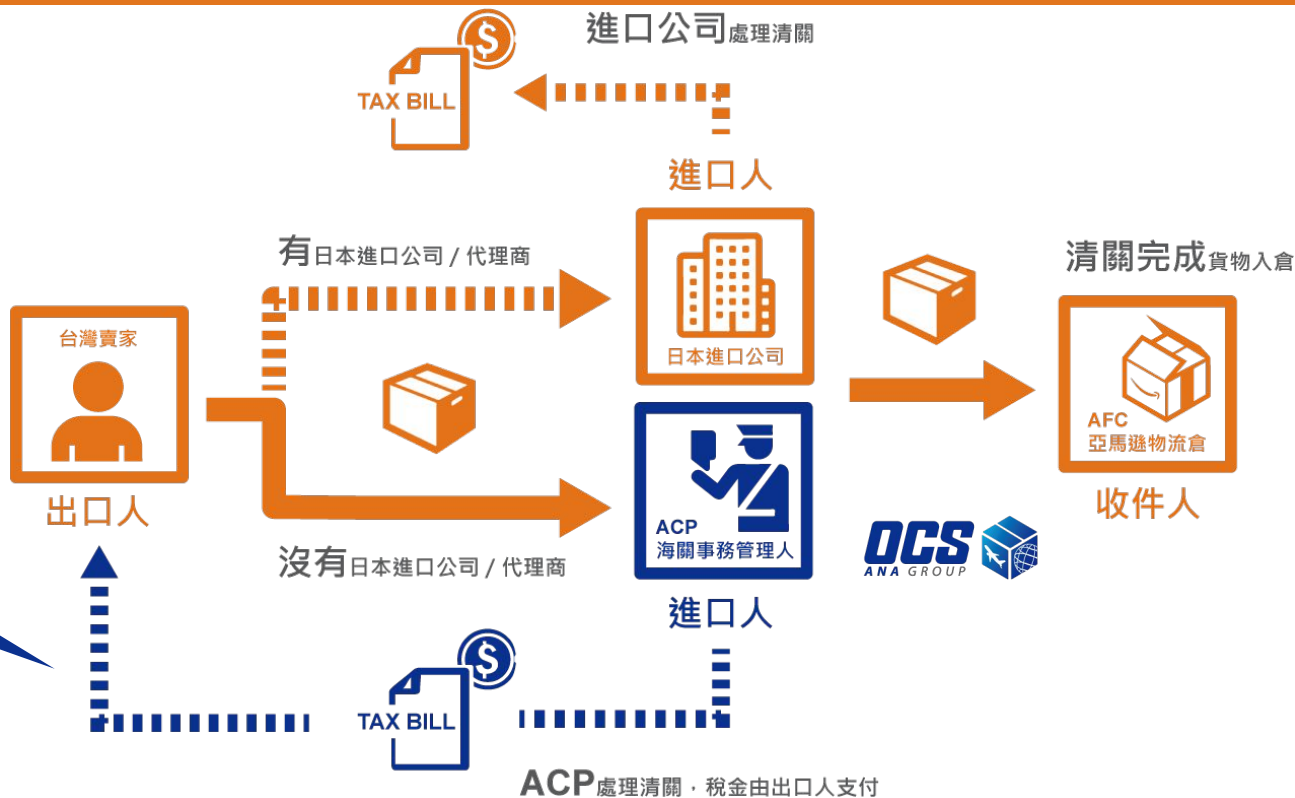 進口公司處理清關
$
TAX BILL
進口人
有日本進口公司 / 代理商
日本進口公司
清關完成貨物入倉
台灣賣家
出口人
AFC
亞馬遜物流倉
收件人
ACP
海關事務管理人
進口人
沒有日本進口公司 / 代理商
OCS
ANA GROUP
$
TAX BILL
ACP處理清關，稅金由出口人支付